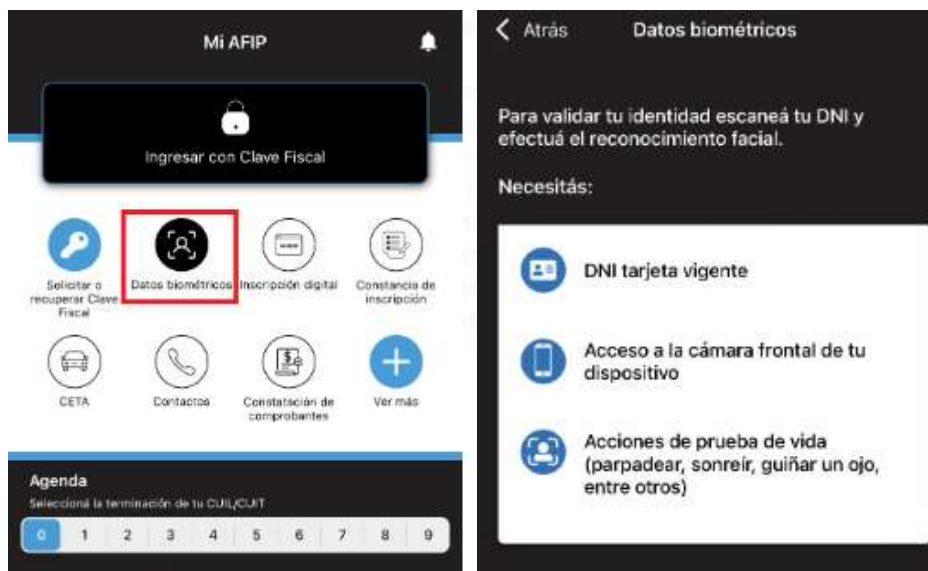 Mi AFIP
Ingresar con Clave Fiscal
Solicitar o
recuperar Clave
Fiscal
Datos biométricos
Inscripción digital
Constancia de
inscripción
CETA
Contactos
Constatación de
comprobantes
Ver más
Agenda
Seleccioná la terminación de tu CUIL/CUIT
0 1 2 3 4 5 6 7 8 9
Atrás
Datos biométricos
Para validar tu identidad escaneá tu DNI y
efectuá el reconocimiento facial.
Necesitás:
DNI tarjeta vigente
Acceso a la cámara frontal de tu
dispositivo
Acciones de prueba de vida
(parpadear, sonreír, guiñar un ojo,
entre otros)